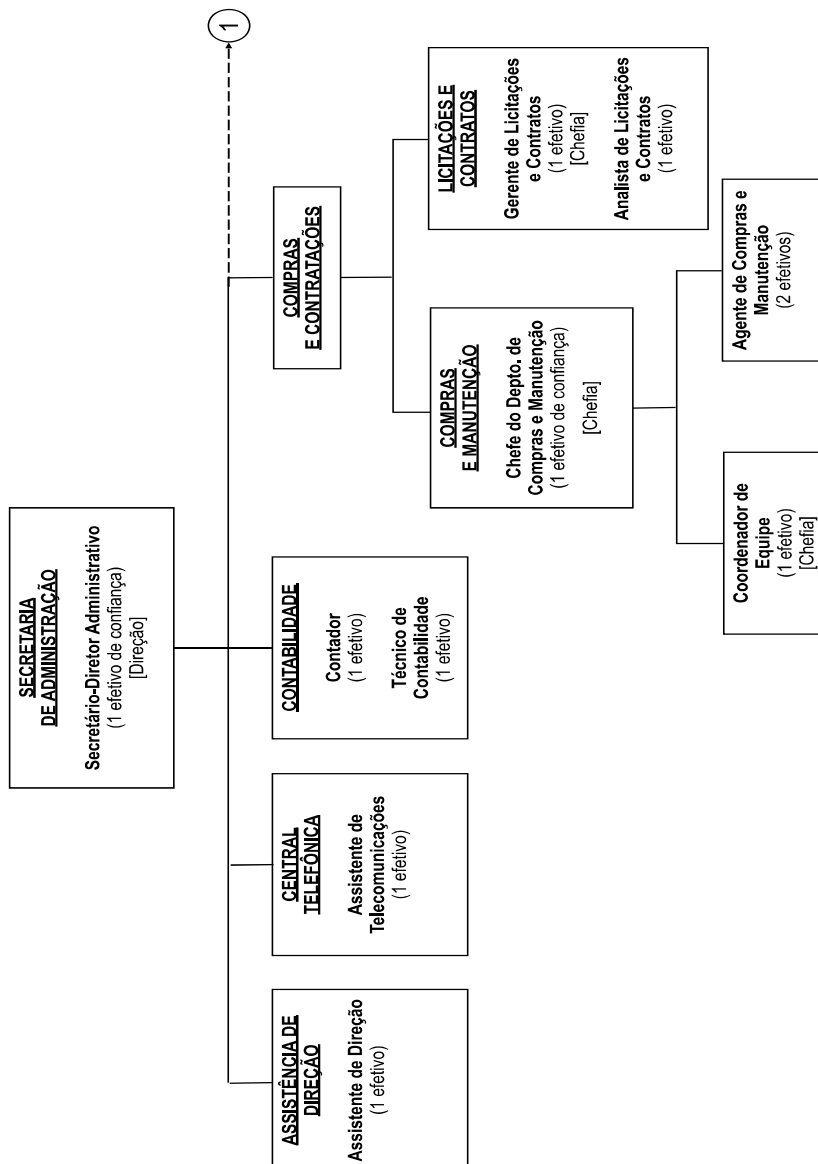 SECRETARIA
DE ADMINISTRAÇÃO
Secretário-Diretor Administrativo
(1 efetivo de confiança)
[Direção]
1
ASSISTÊNCIA DE
DIREÇÃO
Assistente de Direção
(1 efetivo)
CENTRAL
TELEFÔNICA
Assistente de
Telecomunicações
(1 efetivo)
CONTABILIDADE
Contador
(1 efetivo)
Técnico de
Contabilidade
(1 efetivo)
COMPRAS
E CONTRATAÇÕES
COMPRAS
E MANUTENÇÃO
Chefe do Depto. de
Compras e Manutenção
(1 efetivo de confiança)
[Chefia]
LICITAÇÕES E
CONTRATOS
Gerente de Licitações
e Contratos
(1 efetivo)
[Chefia]
Analista de Licitações
e Contratos
(1 efetivo)
Coordenador de
Equipe
(1 efetivo)
[Chefia]
Agente de Compras e
Manutenção
(2 efetivos)